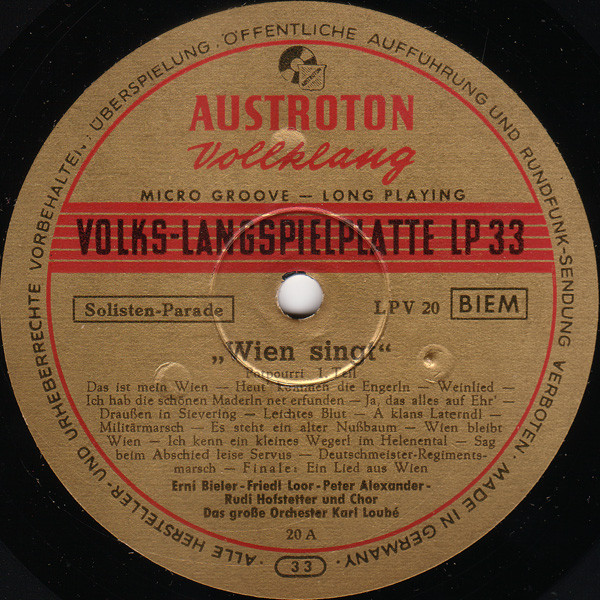 ALLE HERSTELLER- UND URHEBERRECHTE VORBEHALTEN · ÜBERSPIELUNG, ÖFFENTLICHE AUFFÜHRUNG UND RUNDFUNK-SENDUNG VERBOTEN · MADE IN GERMANY ·
AUSTROTON
Vollklang
MICRO GROOVE — LONG PLAYING
VOLKS-LANGSPIELPLATTE LP 33
Solisten-Parade
LPV 20 BIEM
„Wien singt“
Potpourri 1. Teil
Das ist mein Wien — Heut' kommen die Engerln — Weinlied —
Ich hab die schönen Maderln net erfunden — Ja, das alles auf Ehr' —
Draußen in Sievering — Leichtes Blut — A klans Laterndl —
Militärmarsch — Es steht ein alter Nußbaum — Wien bleibt
Wien — Ich kenn ein kleines Wegerl im Helenental — Sag
beim Abschied leise Servus — Deutschmeister-Regiments-
marsch — Finale: Ein Lied aus Wien
Erni Bieler - Friedl Loor - Peter Alexander -
Rudi Hofstetter und Chor
Das große Orchester Karl Loubé
20 A
33